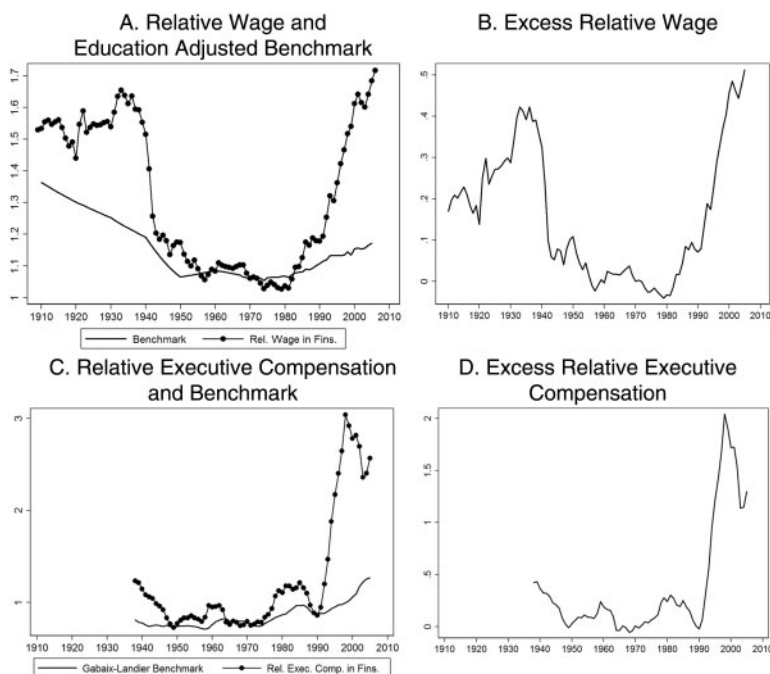 A. Relative Wage and
Education Adjusted Benchmark
1.7
1.6
1.5
1.4
1.3
1.2
1.1
1
1910 1920 1930 1940 1950 1960 1970 1980 1990 2000 2010
Benchmark Rel. Wage in Fins.
B. Excess Relative Wage
.5
.4
.3
.2
.1
0
1910 1920 1930 1940 1950 1960 1970 1980 1990 2000 2010
C. Relative Executive Compensation
and Benchmark
3
2
1
1910 1920 1930 1940 1950 1960 1970 1980 1990 2000 2010
Gabaix-Landier Benchmark Rel. Exec. Comp. in Fins.
D. Excess Relative Executive
Compensation
2
1.5
1
.5
0
1910 1920 1930 1940 1950 1960 1970 1980 1990 2000 2010